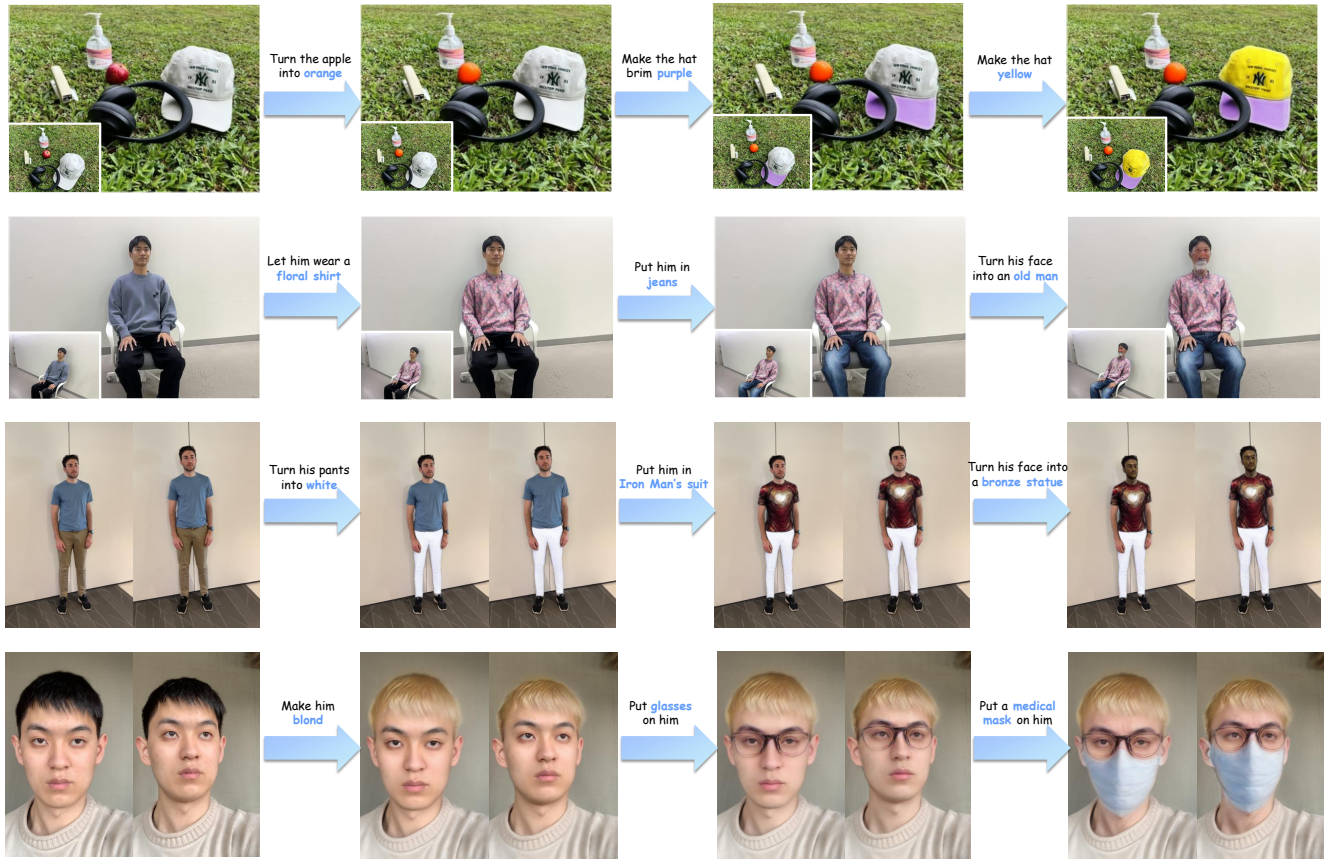 Turn the apple
into orange
Make the hat
brim purple
Make the hat
yellow
Let him wear a
floral shirt
Put him in
jeans
Turn his face
into an old man
Turn his pants
into white
Put him in
Iron Man's suit
Turn his face into
a bronze statue
Make him
blond
Put glasses
on him
Put a medical
mask on him